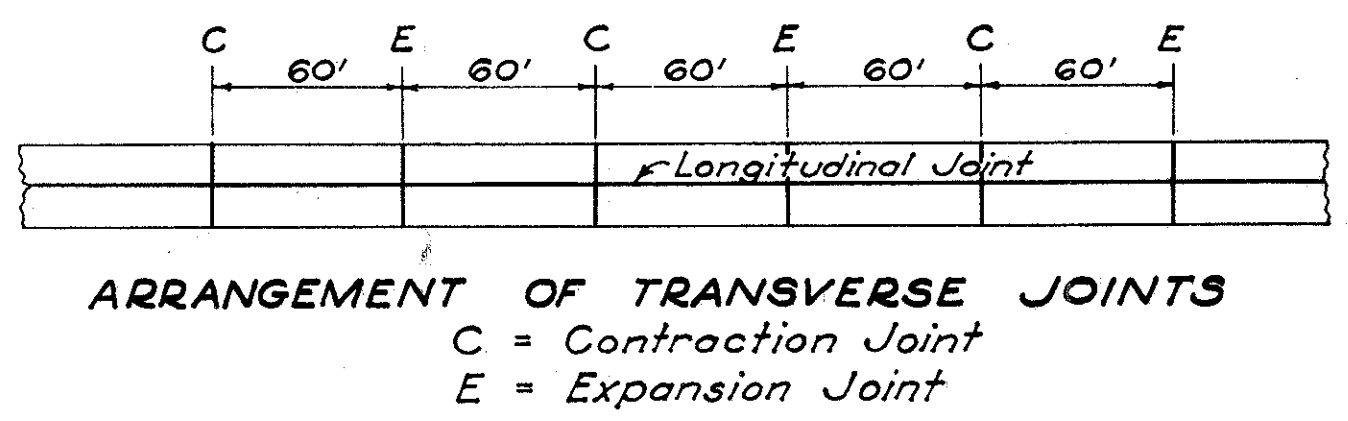 C E C E C E
60' 60' 60' 60' 60'
Longitudinal Joint
ARRANGEMENT OF TRANSVERSE JOINTS
C = Contraction Joint
E = Expansion Joint